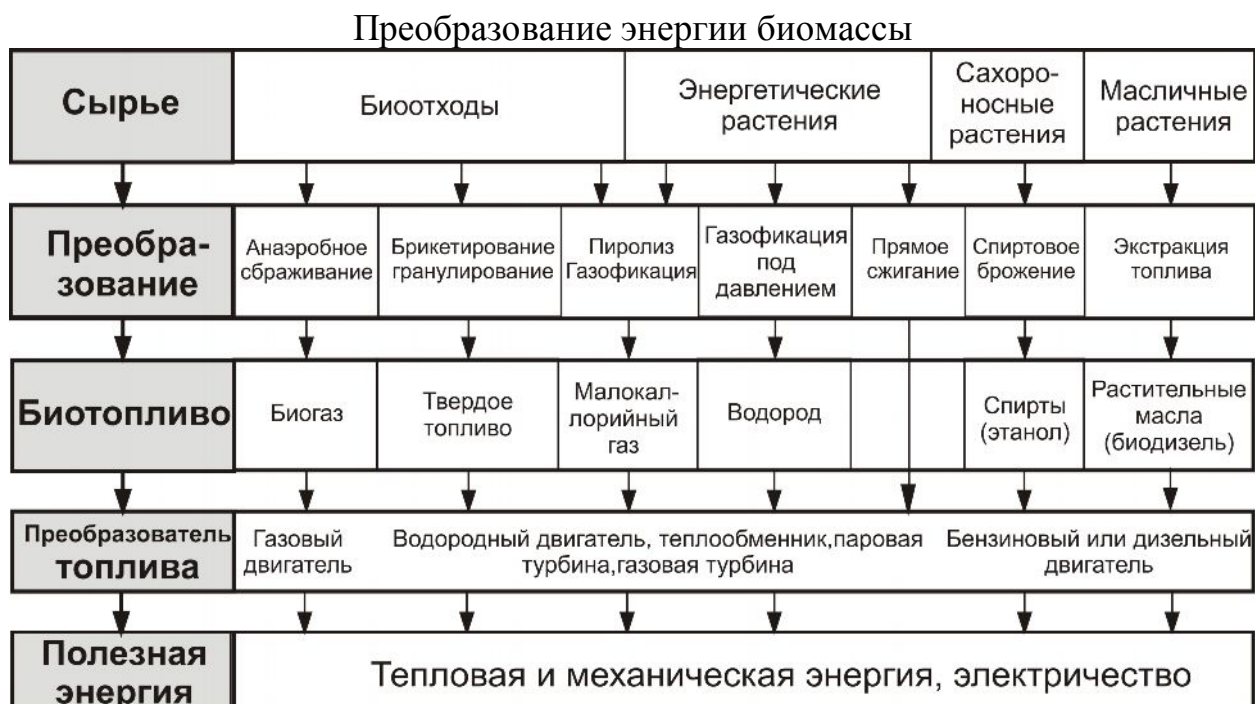 Преобразование энергии биомассы
Сырье
Биоотходы
Энергетические
растения
Сахоро-
носные
растения
Масличные
растения
Преобра-
зование
Анаэробное
сбраживание
Брикетирование
гранулирование
Пиролиз
Газофикация
Газофикация
под
давлением
Прямое
сжигание
Спиртовое
брожение
Экстракция
топлива
Биотопливо
Биогаз
Твердое
топливо
Малокал-
лорийный
газ
Водород
Спирты
(этанол)
Растительные
масла
(биодизель)
Преобразователь
топлива
Газовый
двигатель
Водородный двигатель, теплообменник,паровая
турбина,газовая турбина
Бензиновый или дизельный
двигатель
Полезная
энергия
Тепловая и механическая энергия, электричество